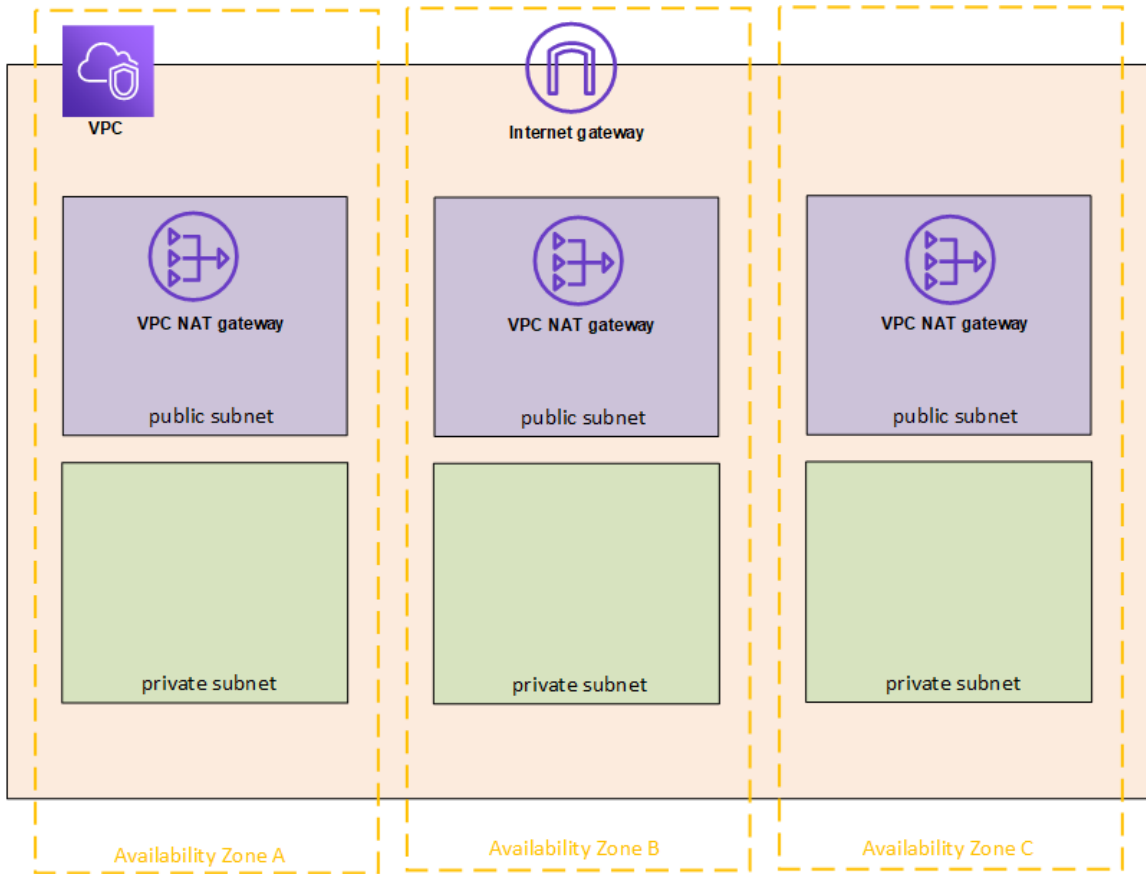 VPC
Internet gateway
VPC NAT gateway
VPC NAT gateway
VPC NAT gateway
public subnet
public subnet
public subnet
private subnet
private subnet
private subnet
Availability Zone A
Availability Zone B
Availability Zone C